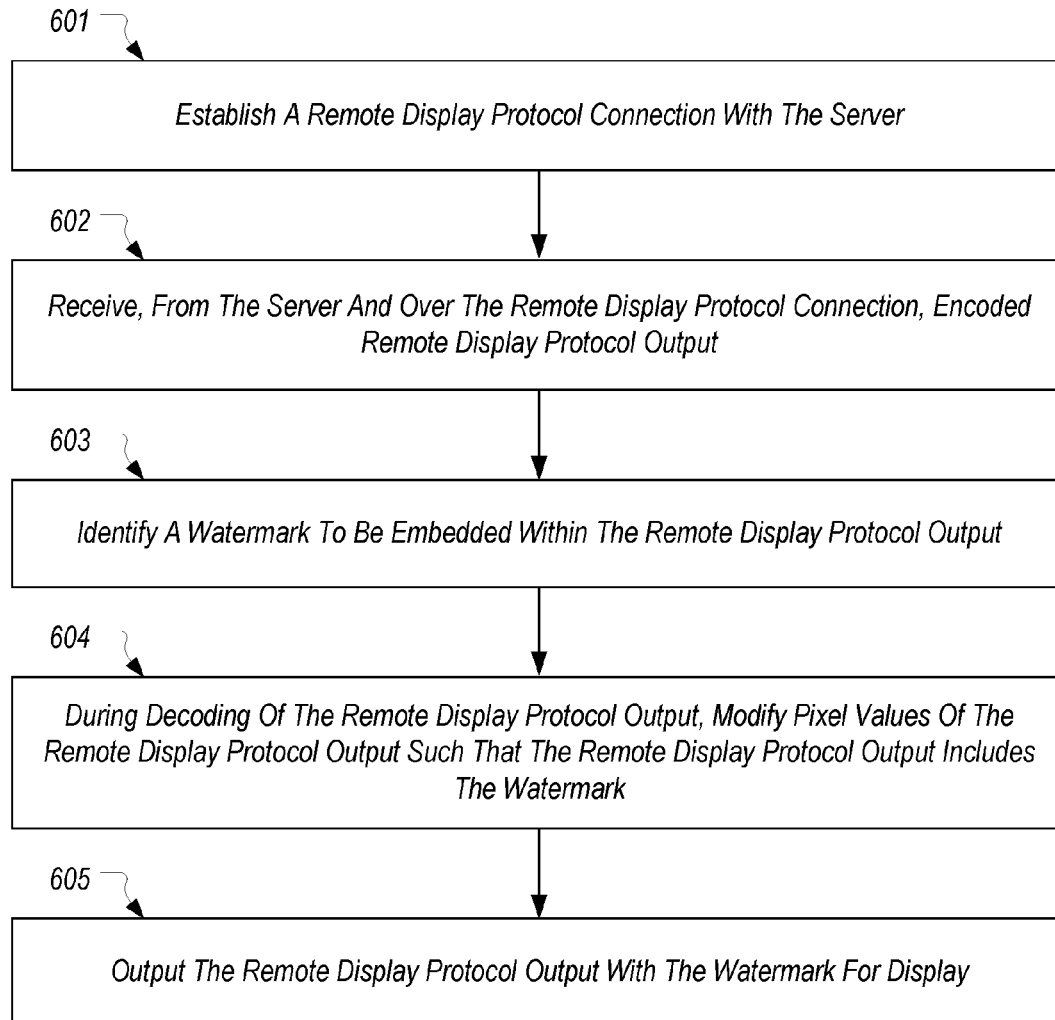 601
Establish A Remote Display Protocol Connection With The Server
602
Receive, From The Server And Over The Remote Display Protocol Connection, Encoded
Remote Display Protocol Output
603
Identify A Watermark To Be Embedded Within The Remote Display Protocol Output
604
During Decoding Of The Remote Display Protocol Output, Modify Pixel Values Of The
Remote Display Protocol Output Such That The Remote Display Protocol Output Includes
The Watermark
605
Output The Remote Display Protocol Output With The Watermark For Display